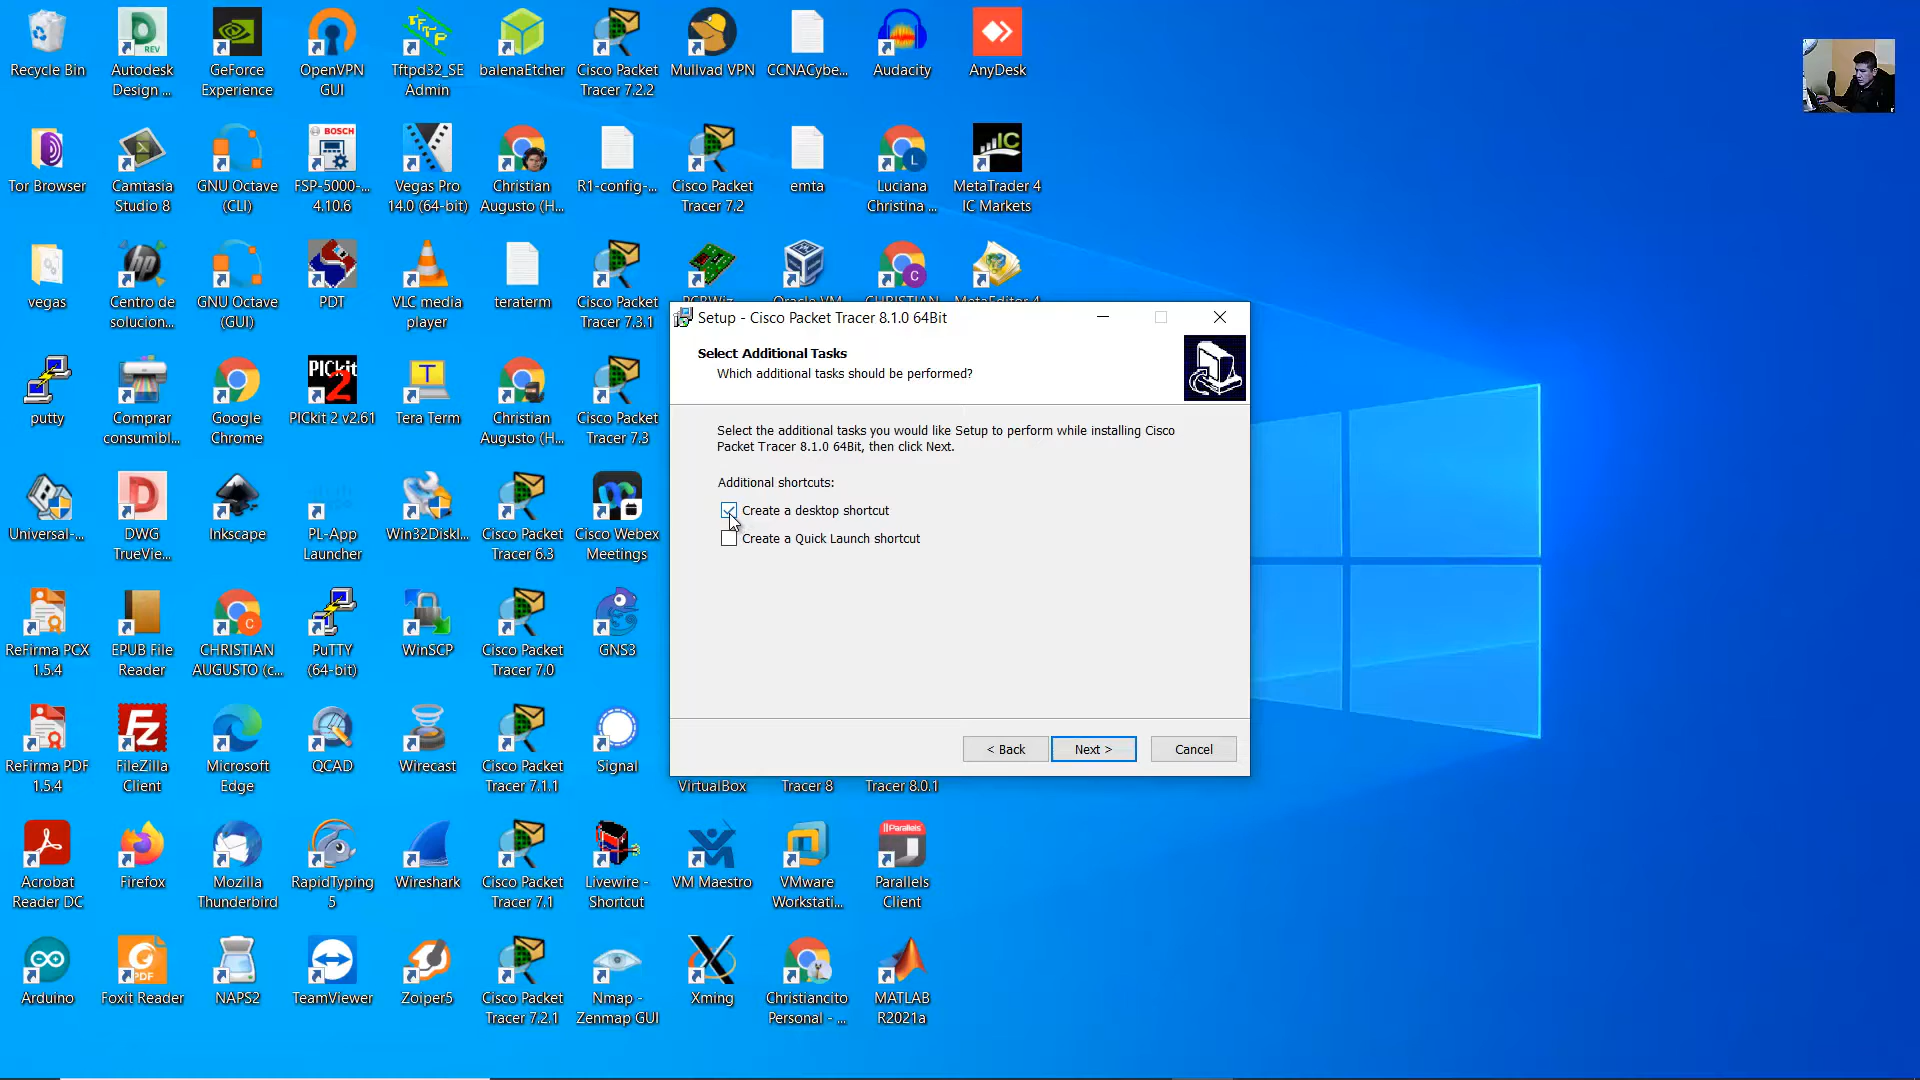 Recycle Bin
Autodesk
Design ...
GeForce
Experience
OpenVPN
GUI
Tftpd32_SE
Admin
balenaEtcher
Cisco Packet
Tracer 7.2.2
Mullvad VPN
CCNACybe...
Audacity
AnyDesk
Tor Browser
Camtasia
Studio 8
GNU Octave
(CLI)
BOSCH
FSP-5000-...
4.10.6
Vegas Pro
14.0 (64-bit)
Christian
Augusto (H...
R1-config-...
Cisco Packet
Tracer 7.2
emta
L
Luciana
Christina ...
IC
MetaTrader 4
IC Markets
vegas
Centro de
solucion...
GNU Octave
(GUI)
PDT
VLC media
player
teraterm
Cisco Packet
Tracer 7.3.1
C
Setup - Cisco Packet Tracer 8.1.0 64Bit
Select Additional Tasks
Which additional tasks should be performed?
Select the additional tasks you would like Setup to perform while installing Cisco
Packet Tracer 8.1.0 64Bit, then click Next.
Additional shortcuts:
Create a desktop shortcut
Create a Quick Launch shortcut
< Back
Next >
Cancel
putty
Comprar
consumibl...
Google
Chrome
PICkit
2
PICkit 2 v2.61
T
Tera Term
Christian
Augusto (H...
Cisco Packet
Tracer 7.3
Universal-...
DWG
TrueVie...
Inkscape
PL-App
Launcher
Win32Diskl...
Cisco Packet
Tracer 6.3
Cisco Webex
Meetings
ReFirma PCX
1.5.4
EPUB File
Reader
C
CHRISTIAN
AUGUSTO (c...
PuTTY
(64-bit)
WinSCP
Cisco Packet
Tracer 7.0
GNS3
ReFirma PDF
1.5.4
FileZilla
Client
Microsoft
Edge
QCAD
Wirecast
Cisco Packet
Tracer 7.1.1
Signal
VirtualBox
Tracer 8
Tracer 8.0.1
Acrobat
Reader DC
Firefox
Mozilla
Thunderbird
RapidTyping
5
Wireshark
Cisco Packet
Tracer 7.1
Livewire -
Shortcut
VM Maestro
VMware
Workstati...
Parallels
Parallels
Client
Arduino
Foxit Reader
NAPS2
TeamViewer
Zoiper5
Cisco Packet
Tracer 7.2.1
Nmap -
Zenmap GUI
Xming
Christiancito
Personal - ...
MATLAB
R2021a